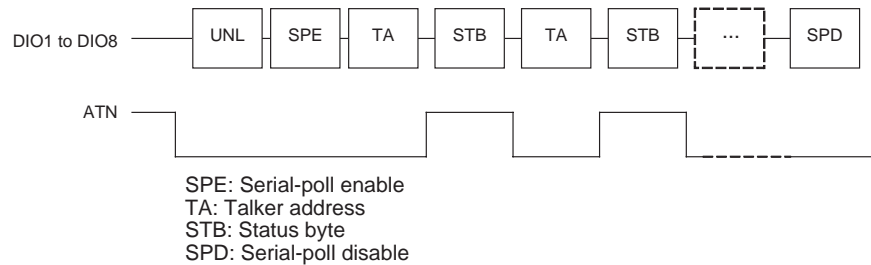 DIO1 to DIO8 UNL SPE TA STB TA STB ... SPD
ATN
SPE: Serial-poll enable
TA: Talker address
STB: Status byte
SPD: Serial-poll disable